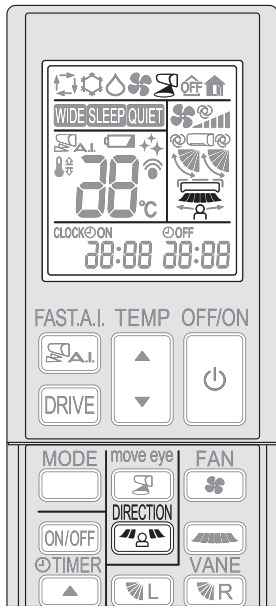 OFF
WIDE SLEEP QUIET
A.I.
88 °C
CLOCK ON OFF
88:88 88:88
FAST.A.I. TEMP OFF/ON
A.I.
DRIVE
MODE move eye FAN
DIRECTION
ON/OFF
TIMER VANE
L R